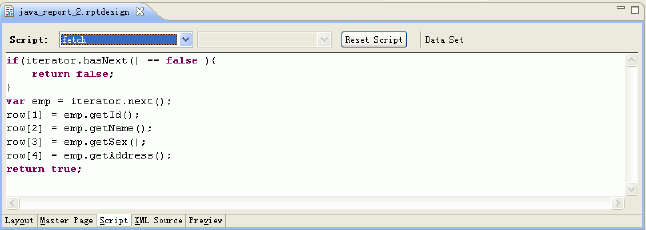 java_report_2.rptdesign
Script: fetch Reset Script Data Set
if(iterator.hasNext() == false ){
return false;
}
var emp = iterator.next();
row[1] = emp.getId();
row[2] = emp.getName();
row[3] = emp.getSex();
row[4] = emp.getAddress();
return true;
Layout Master Page Script XML Source Preview